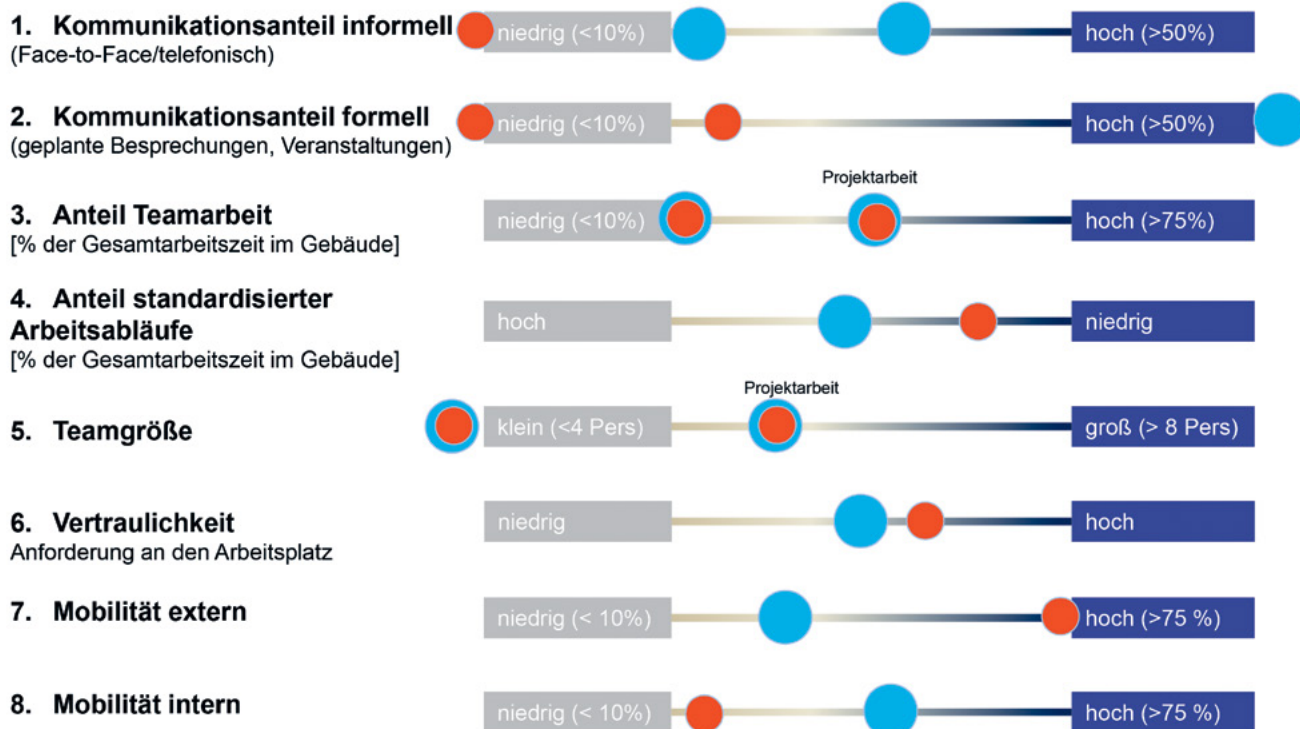 1. Kommunikationsanteil informell
(Face-to-Face/telefonisch)
niedrig (<10%)
hoch (>50%)
2. Kommunikationsanteil formell
(geplante Besprechungen, Veranstaltungen)
niedrig (<10%)
hoch (>50%)
Projektarbeit
3. Anteil Teamarbeit
[% der Gesamtarbeitszeit im Gebäude]
niedrig (<10%)
hoch (>75%)
4. Anteil standardisierter
Arbeitsabläufe
[% der Gesamtarbeitszeit im Gebäude]
hoch
niedrig
Projektarbeit
5. Teamgröße
klein (<4 Pers)
groß (> 8 Pers)
6. Vertraulichkeit
Anforderung an den Arbeitsplatz
niedrig
hoch
7. Mobilität extern
niedrig (< 10%)
hoch (>75 %)
8. Mobilität intern
niedrig (< 10%)
hoch (>75 %)